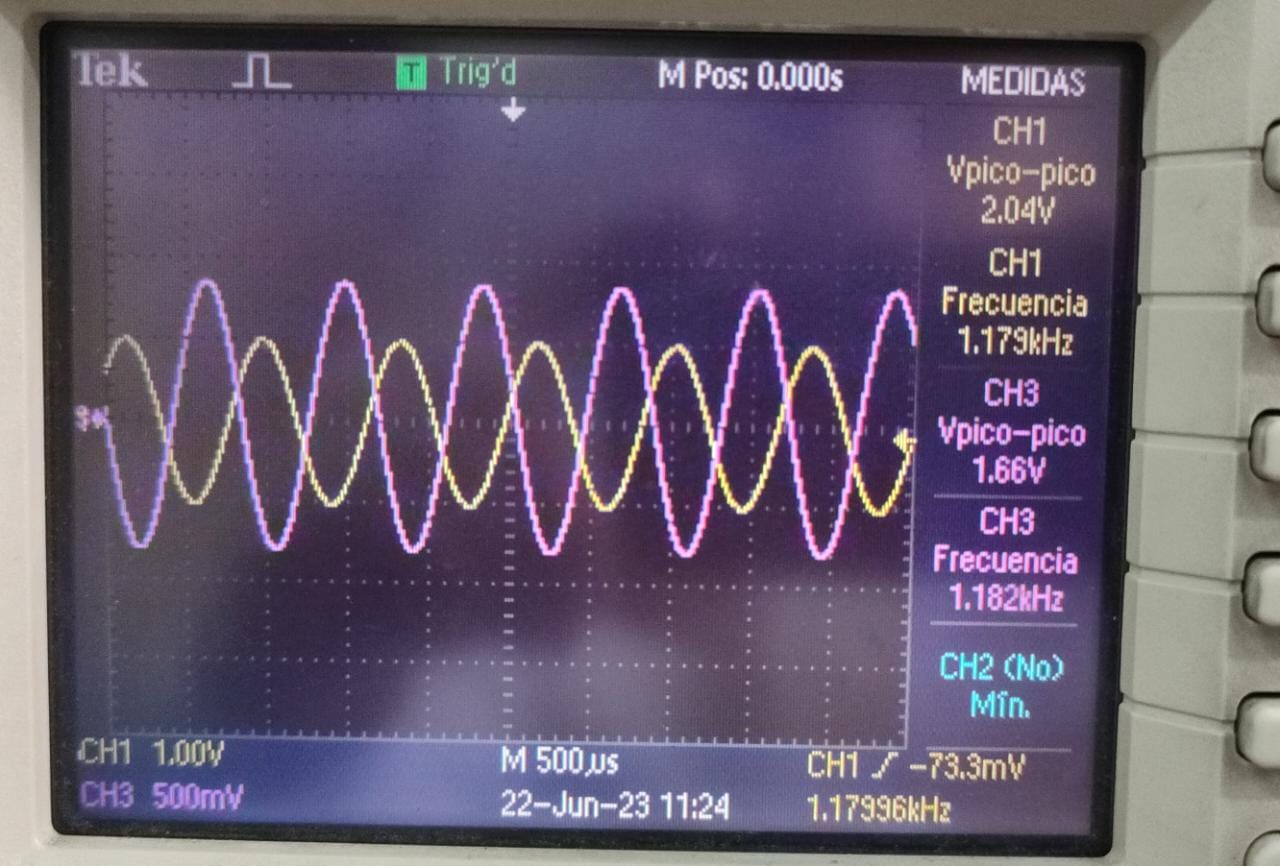 Tek T Trig'd M Pos: 0.000s MEDIDAS
CH1
Vpico-pico
2.04V
CH1
Frecuencia
1.179kHz
CH3
Vpico-pico
1.66V
CH3
Frecuencia
1.182kHz
CH2 (No)
Mín.
CH1 1.00V M 500µs CH1 -73.3mV
CH3 500mV 22-Jun-23 11:24 1.17996kHz